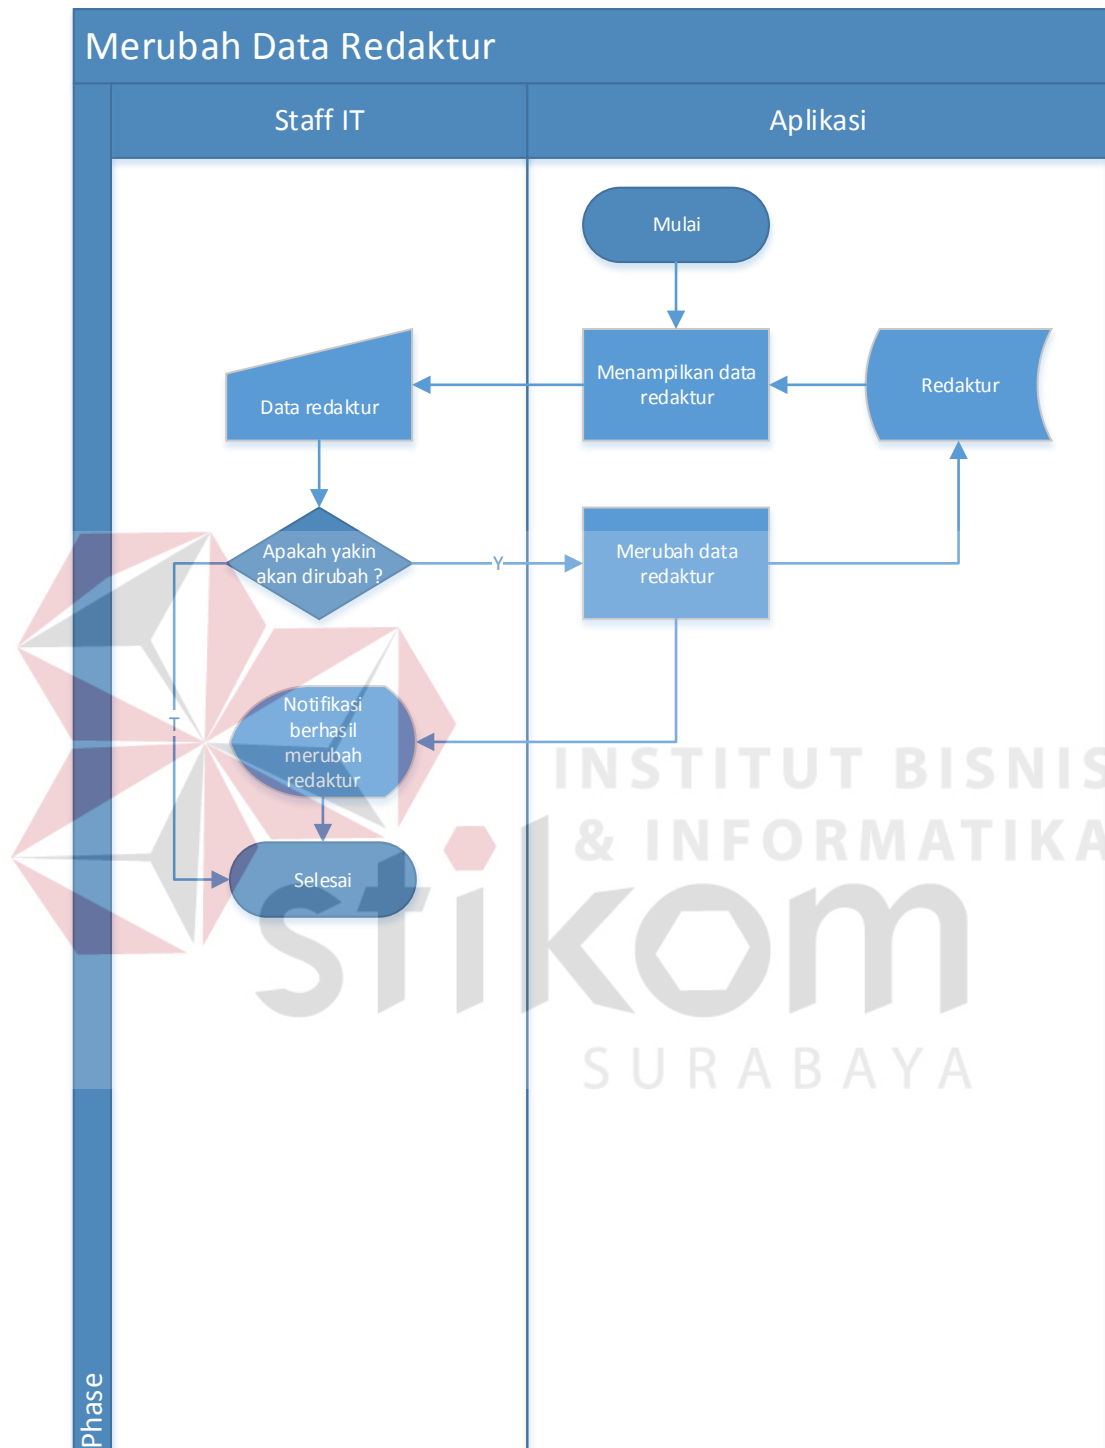 Merubah Data Redaktur
Staff IT
Aplikasi
Mulai
Menampilkan data
redaktur
Redaktur
Data redaktur
Apakah yakin
akan dirubah ?
Y
Merubah data
redaktur
T
Notifikasi
berhasil
merubah
redaktur
Selesai
INSTITUT BISNIS
& INFORMATIKA
stikom
SURABAYA
Phase